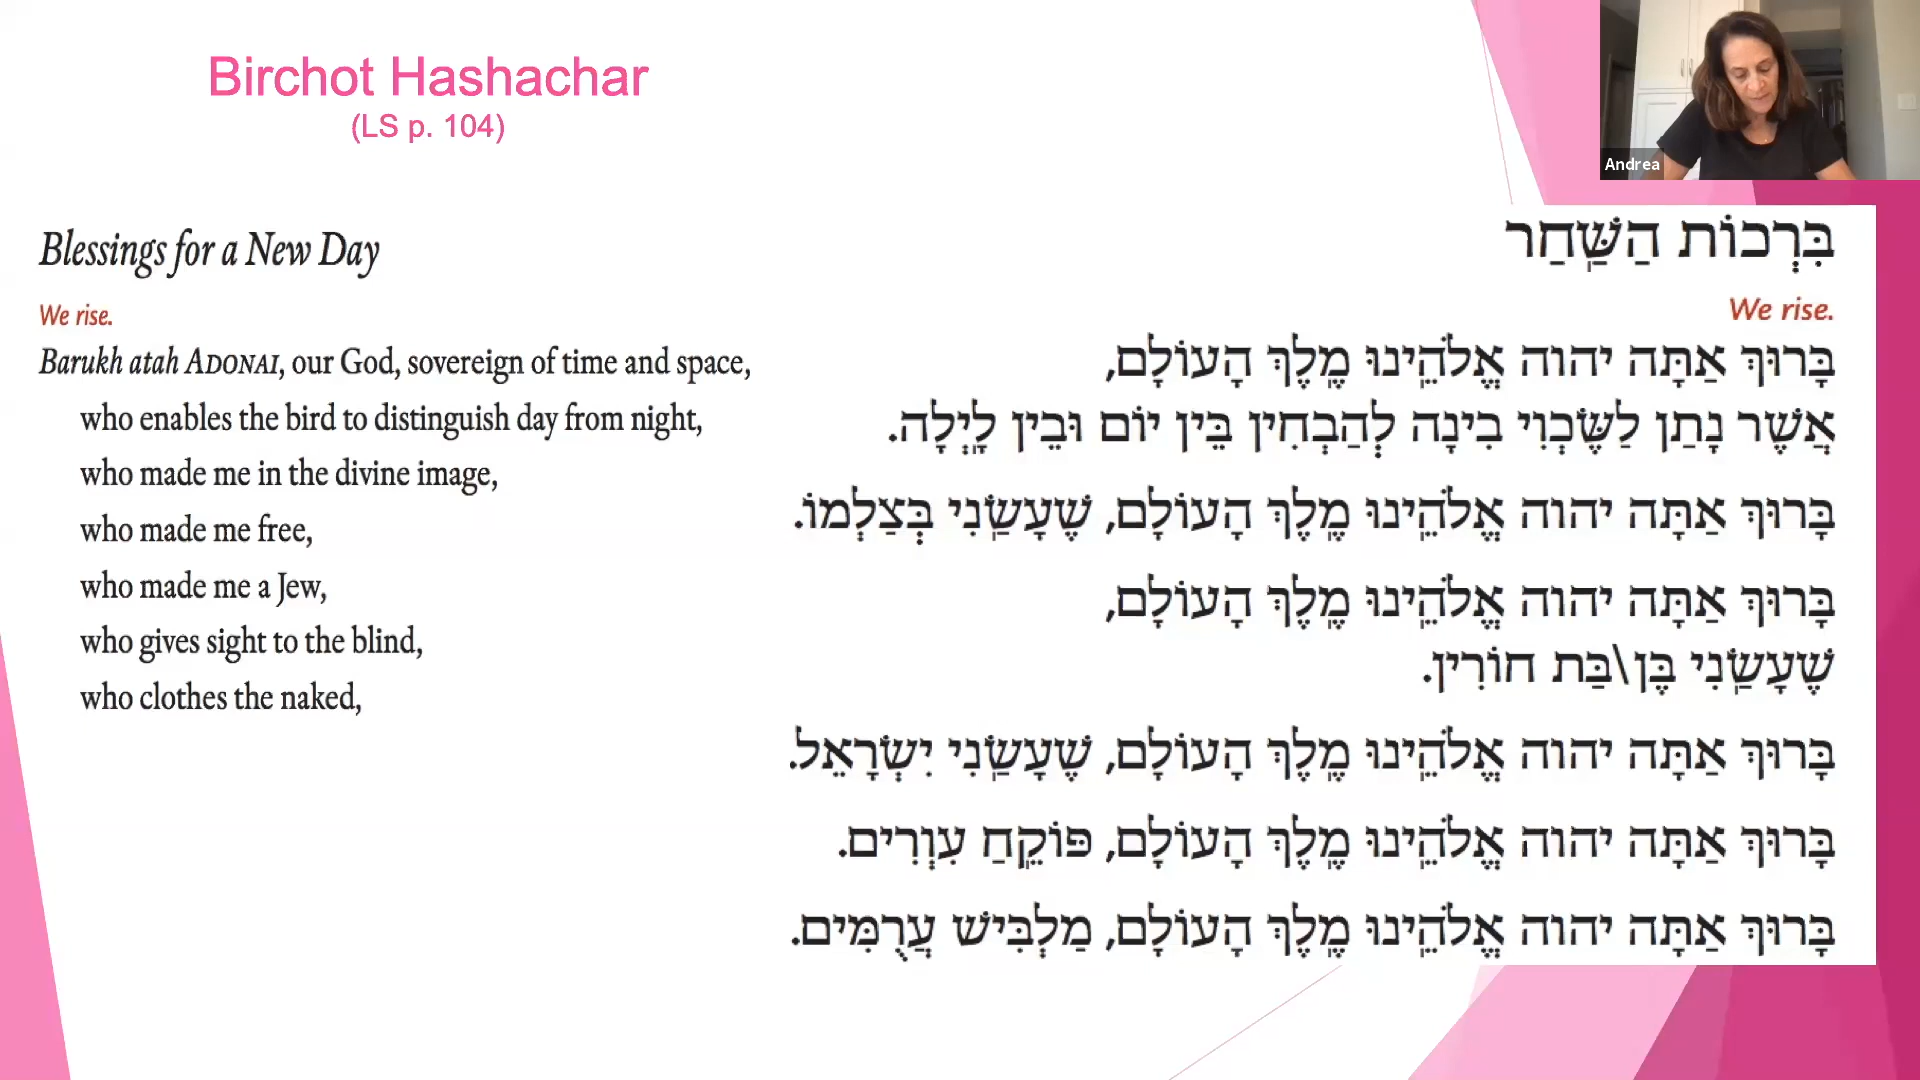 Birchot Hashachar
(LS p. 104)
Andrea
Blessings for a New Day
We rise.
Barukh atah ADONAI, our God, sovereign of time and space,
who enables the bird to distinguish day from night,
who made me in the divine image,
who made me free,
who made me a Jew,
who gives sight to the blind,
who clothes the naked,
בִּרְכוֹת הַשַּֽׁחַר
We rise.
בָּרוּךְ אַתָּה יהוה אֱלֹהֵֽינוּ מֶֽלֶךְ הָעוֹלָם,
אֲשֶׁר נָתַן לַשֶּֽׂכְוִי בִינָה לְהַבְחִין בֵּין יוֹם וּבֵין לָֽיְלָה.
בָּרוּךְ אַתָּה יהוה אֱלֹהֵֽינוּ מֶֽלֶךְ הָעוֹלָם, שֶׁעָשַֽׂנִי בְּצַלְמוֹ.
בָּרוּךְ אַתָּה יהוה אֱלֹהֵֽינוּ מֶֽלֶךְ הָעוֹלָם,
שֶׁעָשַֽׂנִי בֶּן\בַּת חוֹרִין.
בָּרוּךְ אַתָּה יהוה אֱלֹהֵֽינוּ מֶֽלֶךְ הָעוֹלָם, שֶׁעָשַֽׂנִי יִשְׂרָאֵל.
בָּרוּךְ אַתָּה יהוה אֱלֹהֵֽינוּ מֶֽלֶךְ הָעוֹלָם, פּוֹקֵֽחַ עִוְרִים.
בָּרוּךְ אַתָּה יהוה אֱלֹהֵֽינוּ מֶֽלֶךְ הָעוֹלָם, מַלְבִּישׁ עֲרֻמִּים.